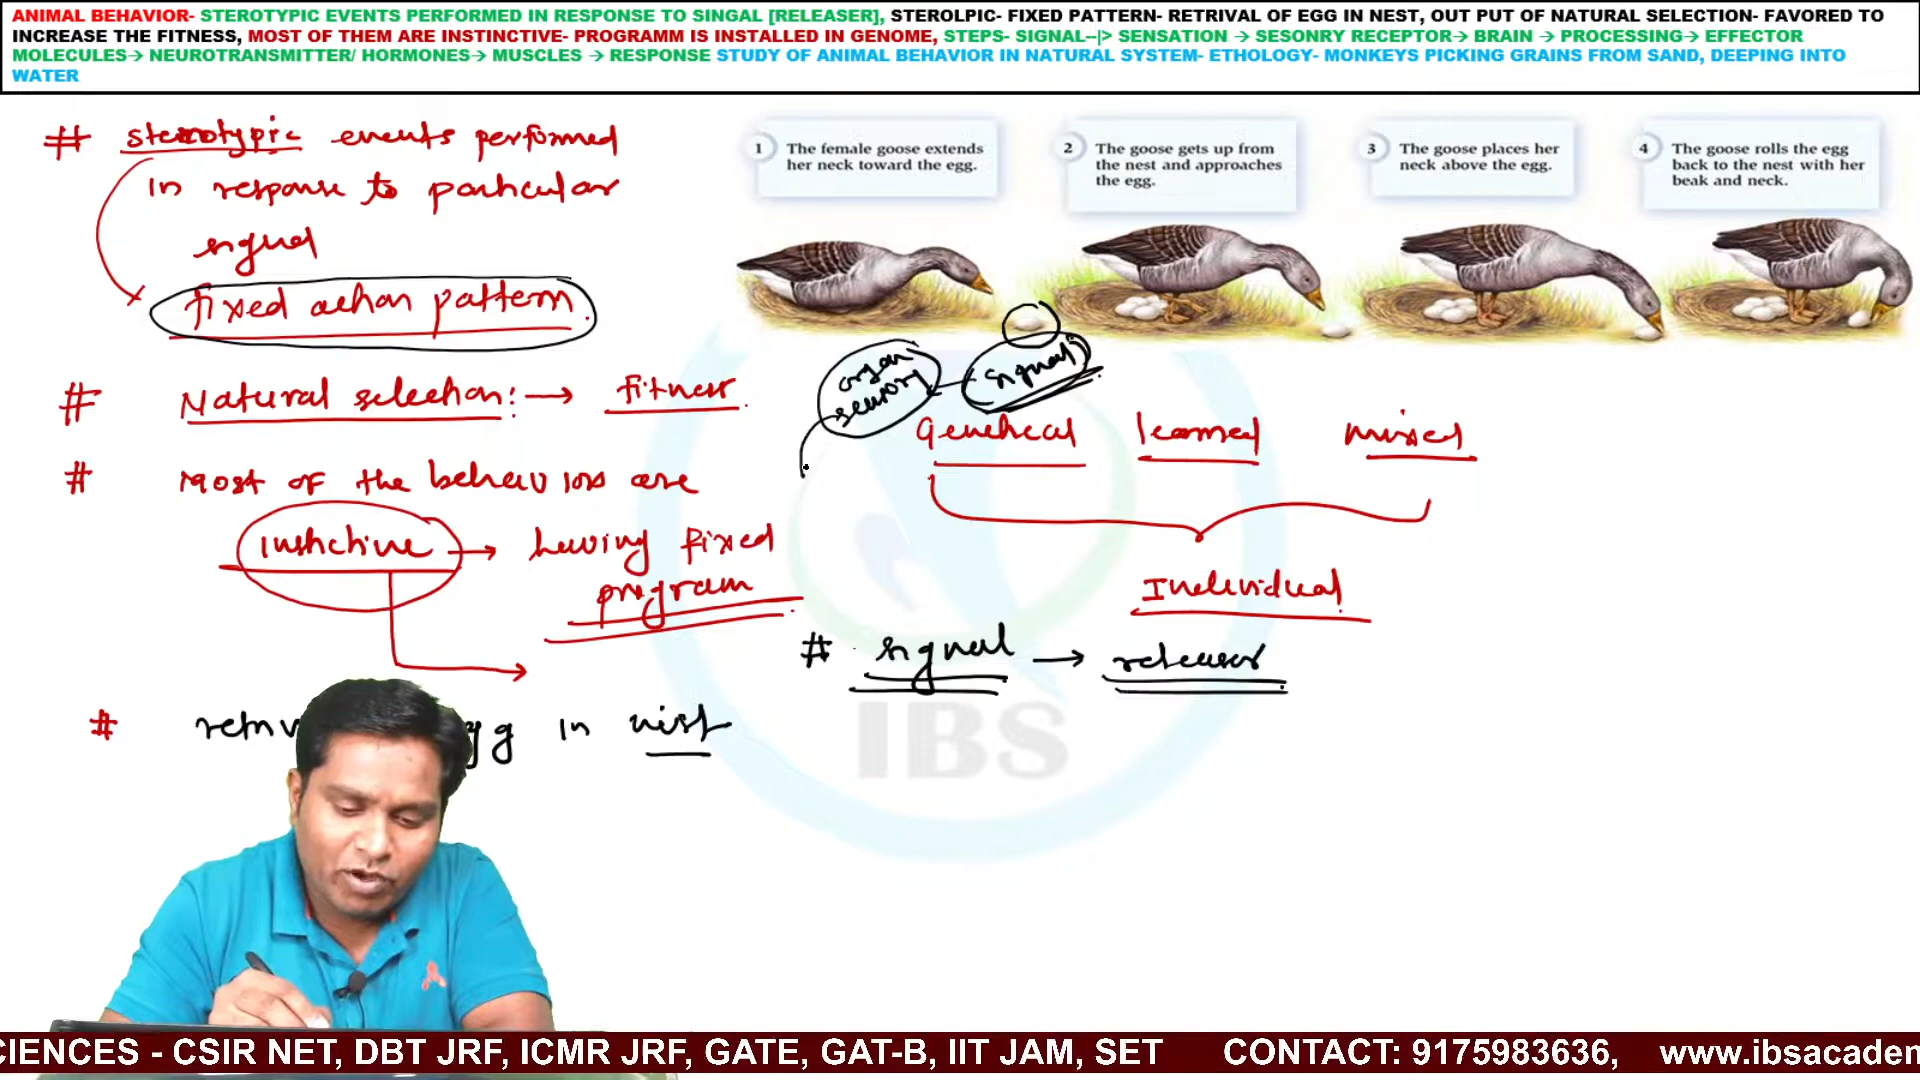 ANIMAL BEHAVIOR- STEROTYPIC EVENTS PERFORMED IN RESPONSE TO SINGAL [RELEASER], STEROLPIC- FIXED PATTERN- RETRIVAL OF EGG IN NEST, OUT PUT OF NATURAL SELECTION- FAVORED TO
INCREASE THE FITNESS, MOST OF THEM ARE INSTINCTIVE- PROGRAMM IS INSTALLED IN GENOME, STEPS- SIGNAL--|> SENSATION → SESONRY RECEPTOR→ BRAIN → PROCESSING→ EFFECTOR
MOLECULES→ NEUROTRANSMITTER/ HORMONES→ MUSCLES → RESPONSE STUDY OF ANIMAL BEHAVIOR IN NATURAL SYSTEM- ETHOLOGY- MONKEYS PICKING GRAINS FROM SAND, DEEPING INTO
WATER
# sterotypic events performed
in response to particular
signal
fixed action pattern
1 The female goose extends
her neck toward the egg.
2 The goose gets up from
the nest and approaches
the egg.
3 The goose places her
neck above the egg.
4 The goose rolls the egg
back to the nest with her
beak and neck.
organ
sensory
signal
# Natural selection: → fitness
Genetical learned mixed
# Most of the behaviors are
instictive → having fixed
program
Individual
# signal → releaser
# egg in nest
IBS
CIENCES - CSIR NET, DBT JRF, ICMR JRF, GATE, GAT-B, IIT JAM, SET CONTACT: 9175983636, www.ibsacaden